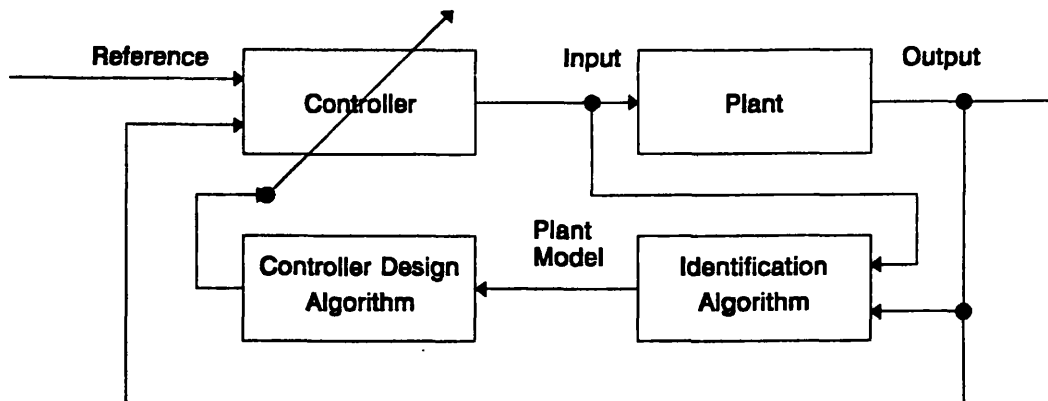 Reference
Input
Output
Controller
Plant
Plant
Model
Controller Design
Algorithm
Identification
Algorithm